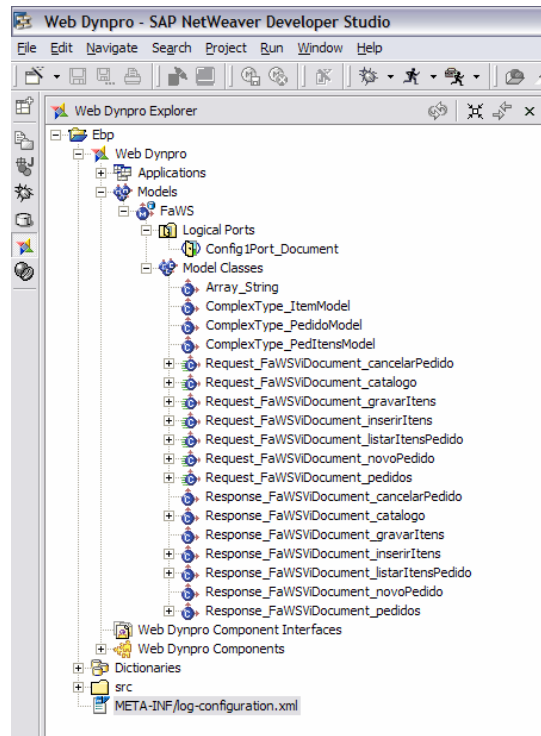 Web Dynpro - SAP NetWeaver Developer Studio
File Edit Navigate Search Project Run Window Help
Web Dynpro Explorer
Ebp
Web Dynpro
Applications
Models
FaWS
Logical Ports
Config1Port_Document
Model Classes
Array_String
ComplexType_ItemModel
ComplexType_PedidoModel
ComplexType_PedItensModel
Request_FaWSViDocument_cancelarPedido
Request_FaWSViDocument_catalogo
Request_FaWSViDocument_gravarItens
Request_FaWSViDocument_inserirItens
Request_FaWSViDocument_listarItensPedido
Request_FaWSViDocument_novoPedido
Request_FaWSViDocument_pedidos
Response_FaWSViDocument_cancelarPedido
Response_FaWSViDocument_catalogo
Response_FaWSViDocument_gravarItens
Response_FaWSViDocument_inserirItens
Response_FaWSViDocument_listarItensPedido
Response_FaWSViDocument_novoPedido
Response_FaWSViDocument_pedidos
Web Dynpro Component Interfaces
Web Dynpro Components
Dictionaries
src
META-INF/log-configuration.xml